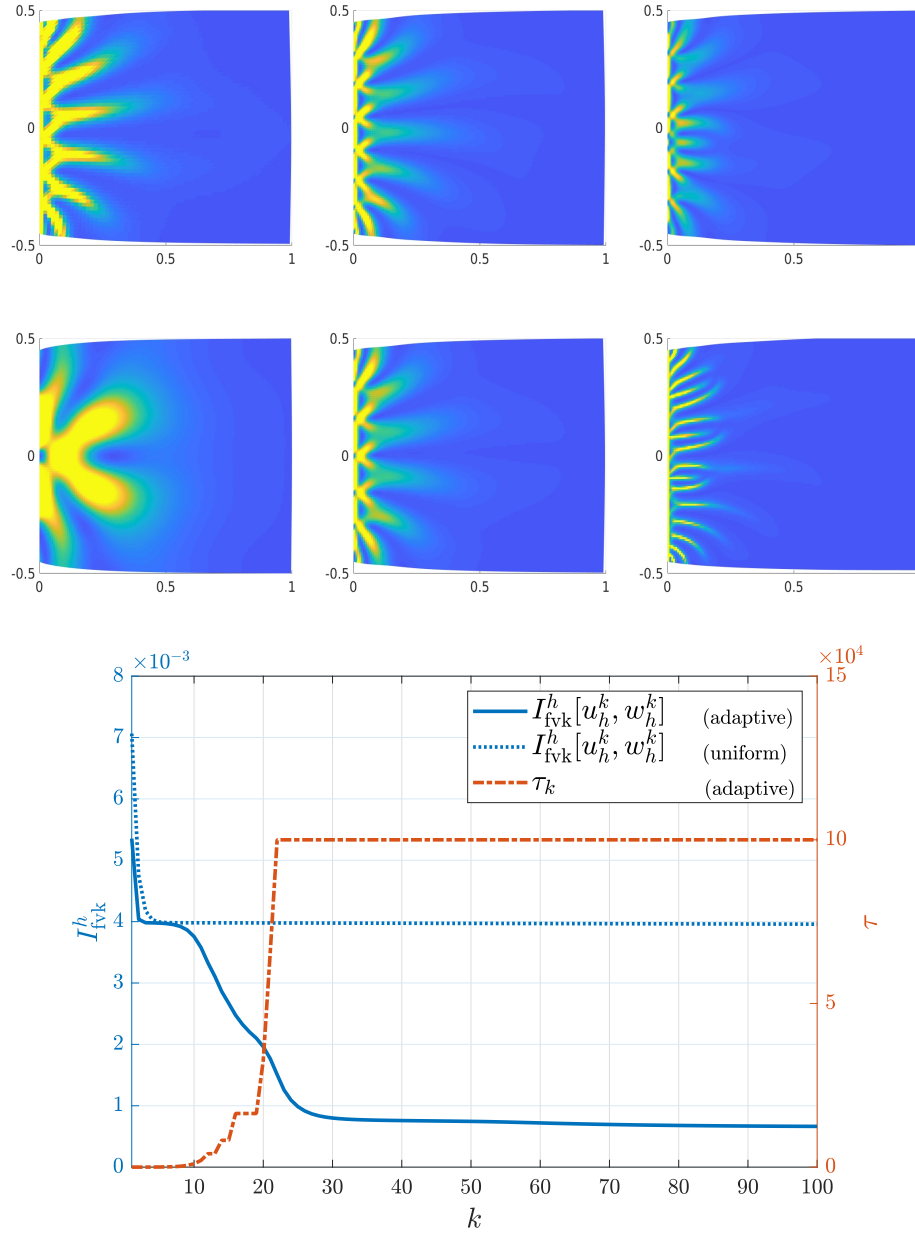 0.5 0.5 0.5
0 0 0
-0.5 -0.5 -0.5
0 0.5 1 0 0.5 1 0 0.5
0.5 0.5 0.5
0 0 0
-0.5 -0.5 -0.5
0 0.5 1 0 0.5 1 0 0.5
×10⁻³ ×10⁴
8 15
I^h_fvk[u^k_h, w^k_h] (adaptive)
7 I^h_fvk[u^k_h, w^k_h] (uniform)
τ_k (adaptive)
6
5 10
I^h_fvk 4 τ
3
5
2
1
0 0
10 20 30 40 50 60 70 80 90 100
k